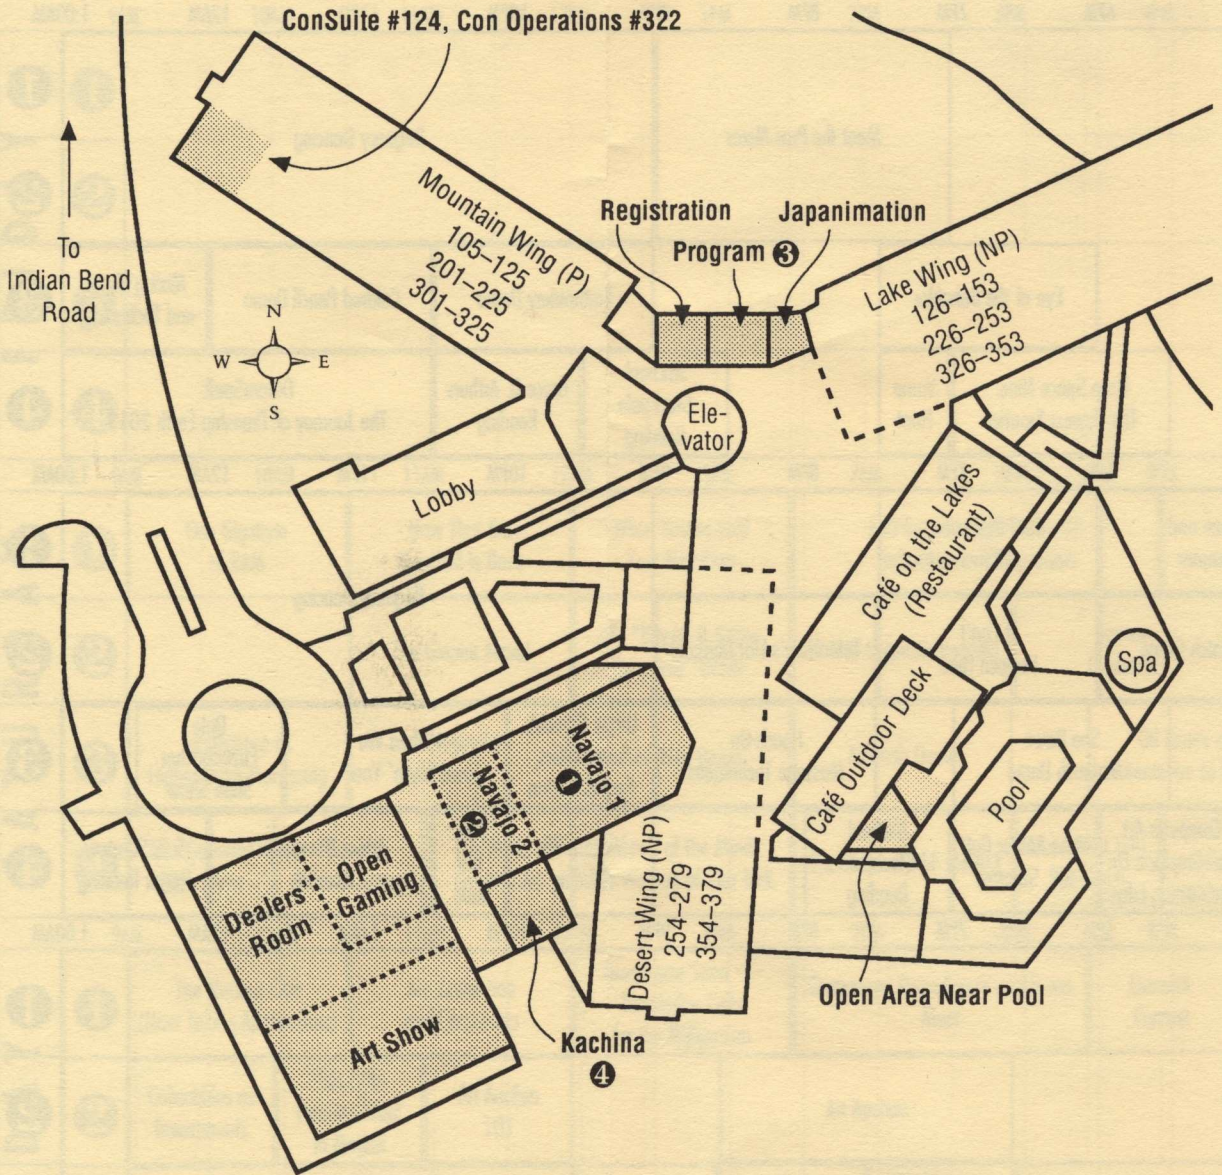 ConSuite #124, Con Operations #322
To
Indian Bend
Road
N
W E
S
Mountain Wing (P)
105–125
201–225
301–325
Registration
Program ❸
Japanimation
Lake Wing (NP)
126–153
226–253
326–353
Ele-
vator
Lobby
Café on the Lakes
(Restaurant)
Spa
Café Outdoor Deck
Pool
Navajo 1
❶
Navajo 2
❷
Open
Gaming
Dealers'
Room
Art Show
Desert Wing (NP)
254–279
354–379
Open Area Near Pool
Kachina
❹